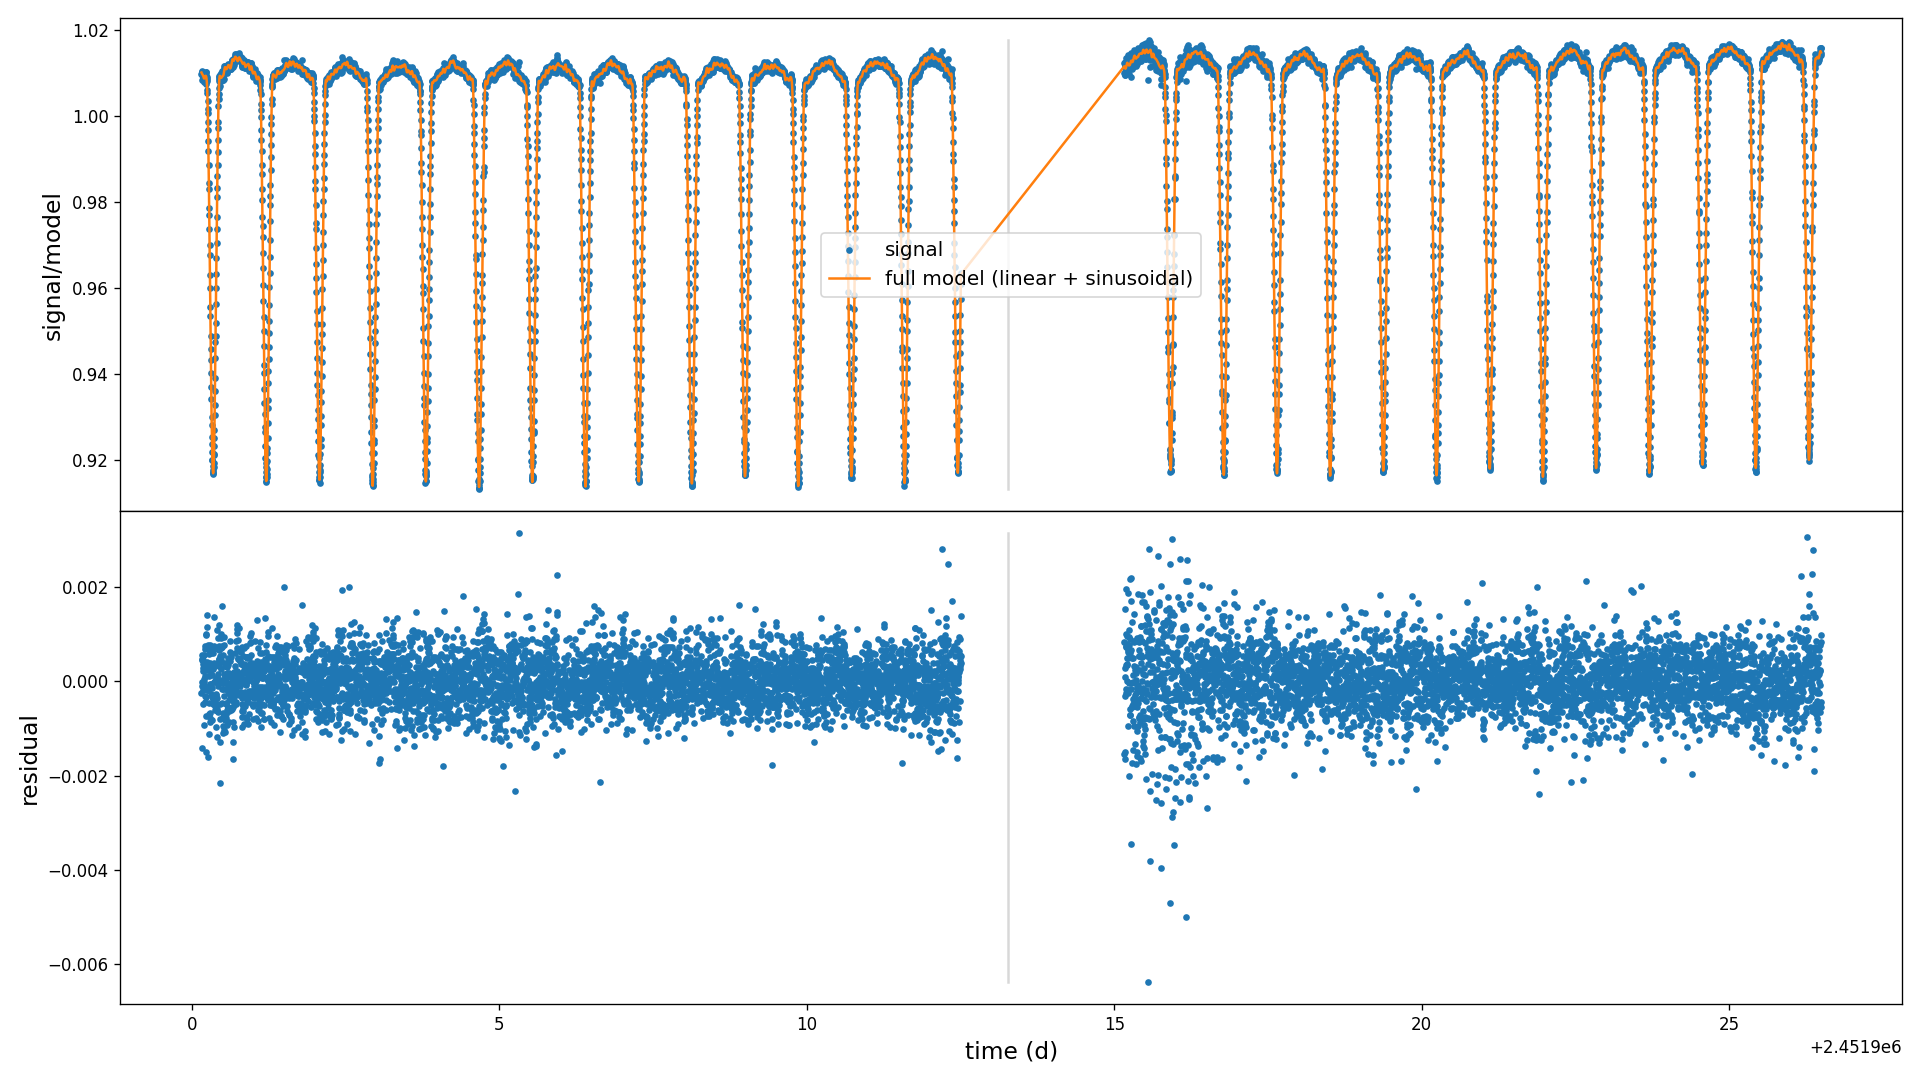 1.02
1.00
0.98
0.96
0.94
0.92
signal/model
signal
full model (linear + sinusoidal)
0.002
0.000
−0.002
−0.004
−0.006
residual
0 5 10 15 20 25
time (d)
+2.4519e6